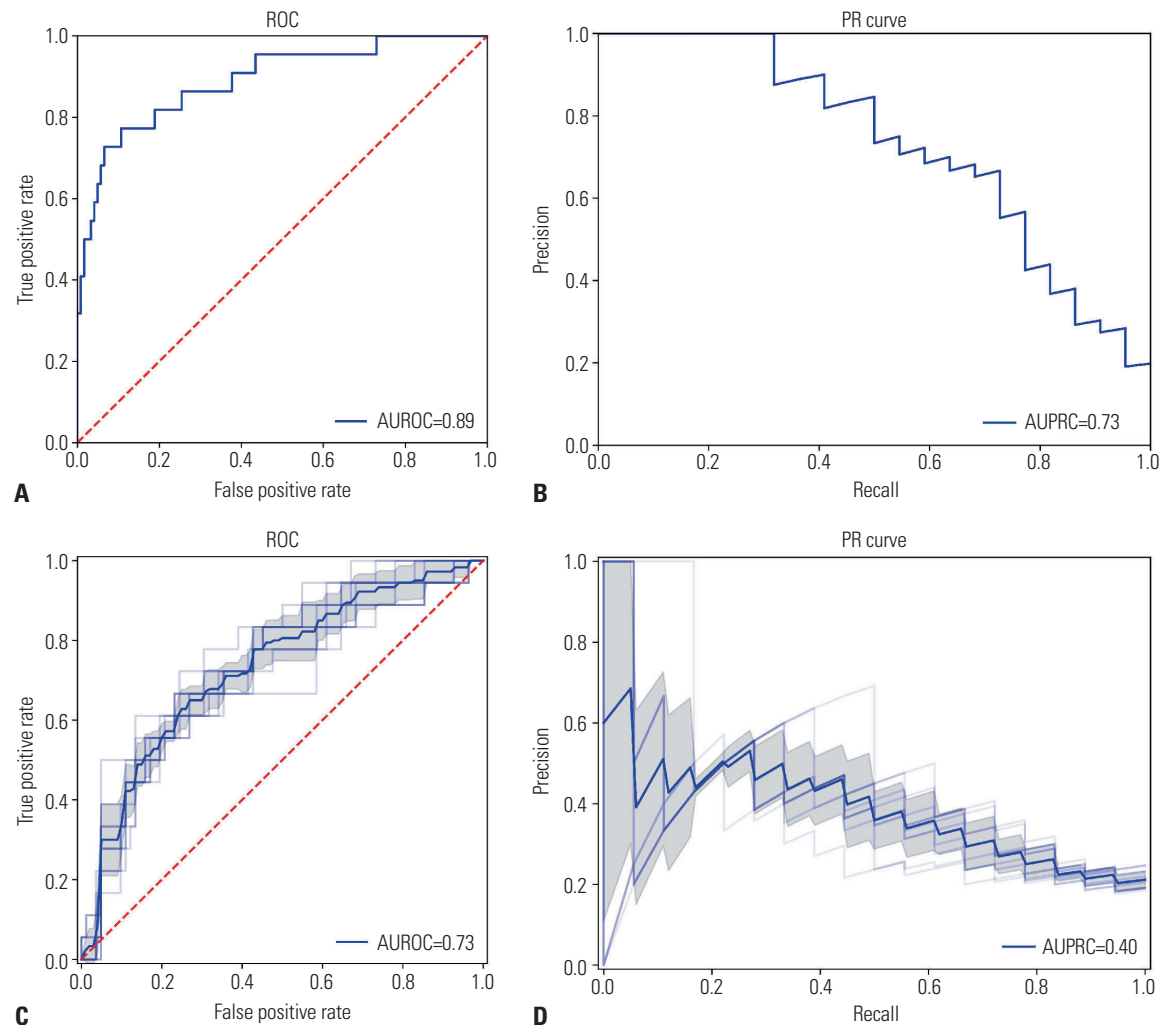 ROC
1.0
0.8
0.6
0.4
0.2
0.0
True positive rate
AUROC=0.89
0.0 0.2 0.4 0.6 0.8 1.0
False positive rate
A
PR curve
1.0
0.8
0.6
0.4
0.2
0.0
Precision
AUPRC=0.73
0.0 0.2 0.4 0.6 0.8 1.0
Recall
B
ROC
1.0
0.8
0.6
0.4
0.2
0.0
True positive rate
AUROC=0.73
0.0 0.2 0.4 0.6 0.8 1.0
False positive rate
C
PR curve
1.0
0.8
0.6
0.4
0.2
0.0
Precision
AUPRC=0.40
0.0 0.2 0.4 0.6 0.8 1.0
Recall
D